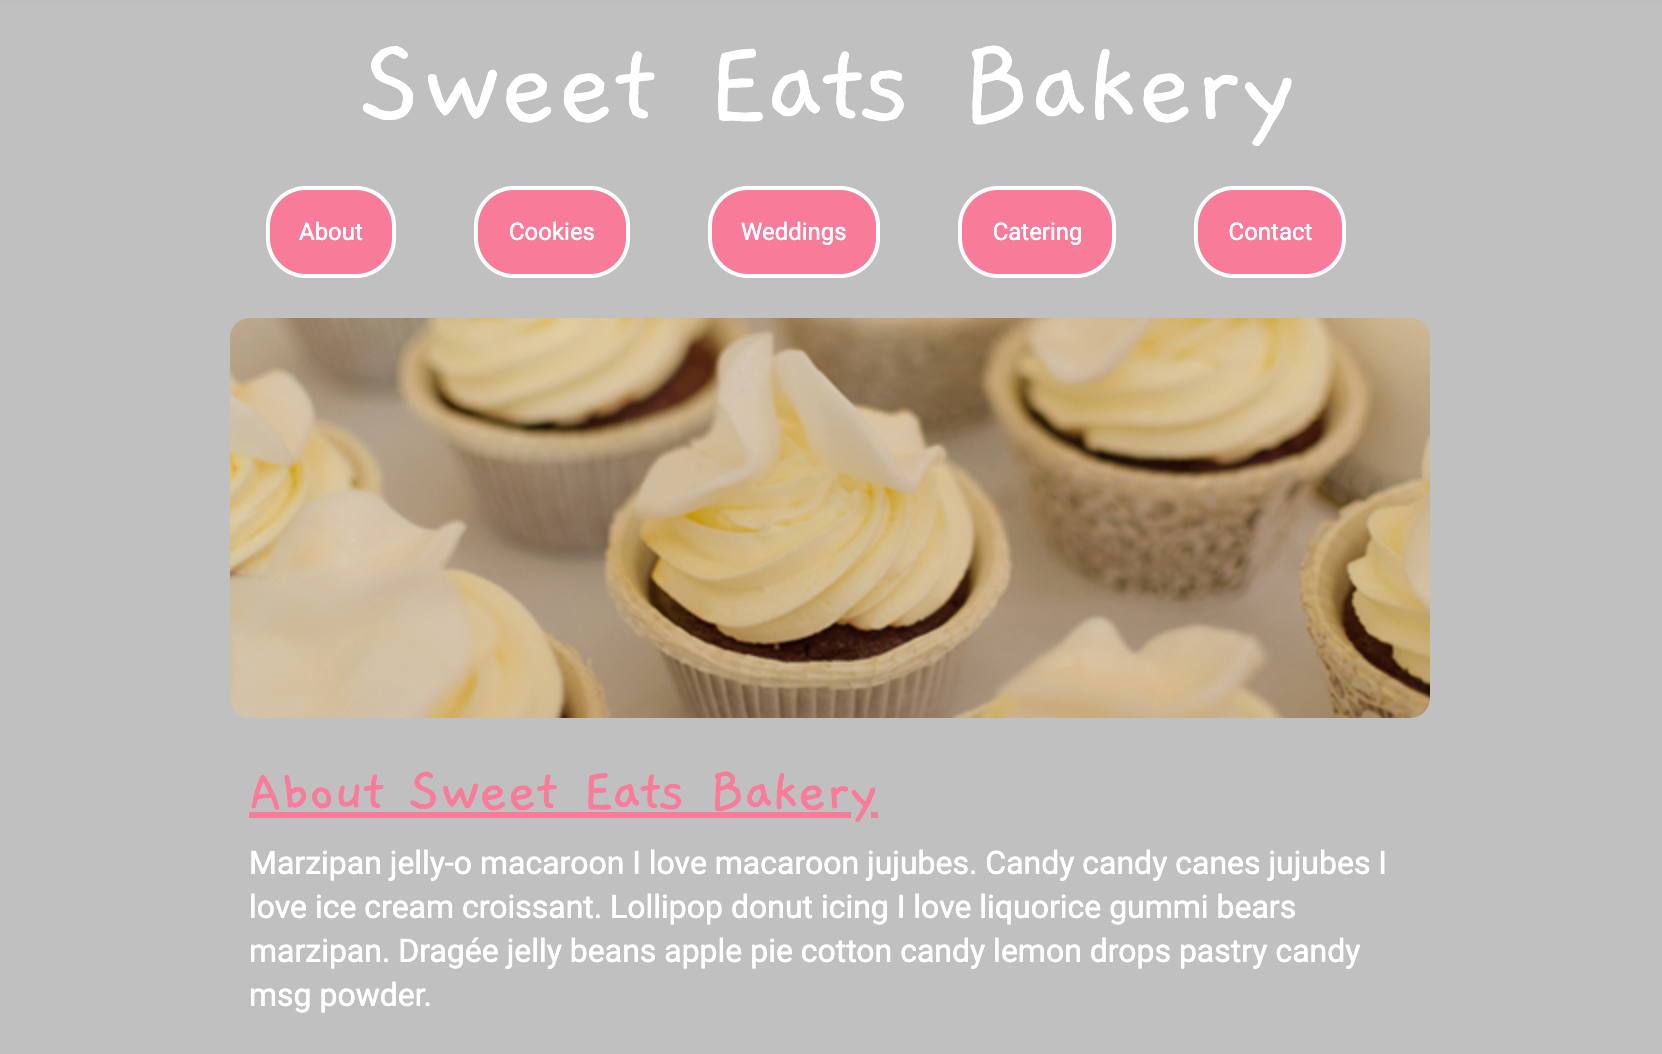 Sweet Eats Bakery
About
Cookies
Weddings
Catering
Contact
About Sweet Eats Bakery
Marzipan jelly-o macaroon I love macaroon jujubes. Candy candy canes jujubes I
love ice cream croissant. Lollipop donut icing I love liquorice gummi bears
marzipan. Dragée jelly beans apple pie cotton candy lemon drops pastry candy
msg powder.